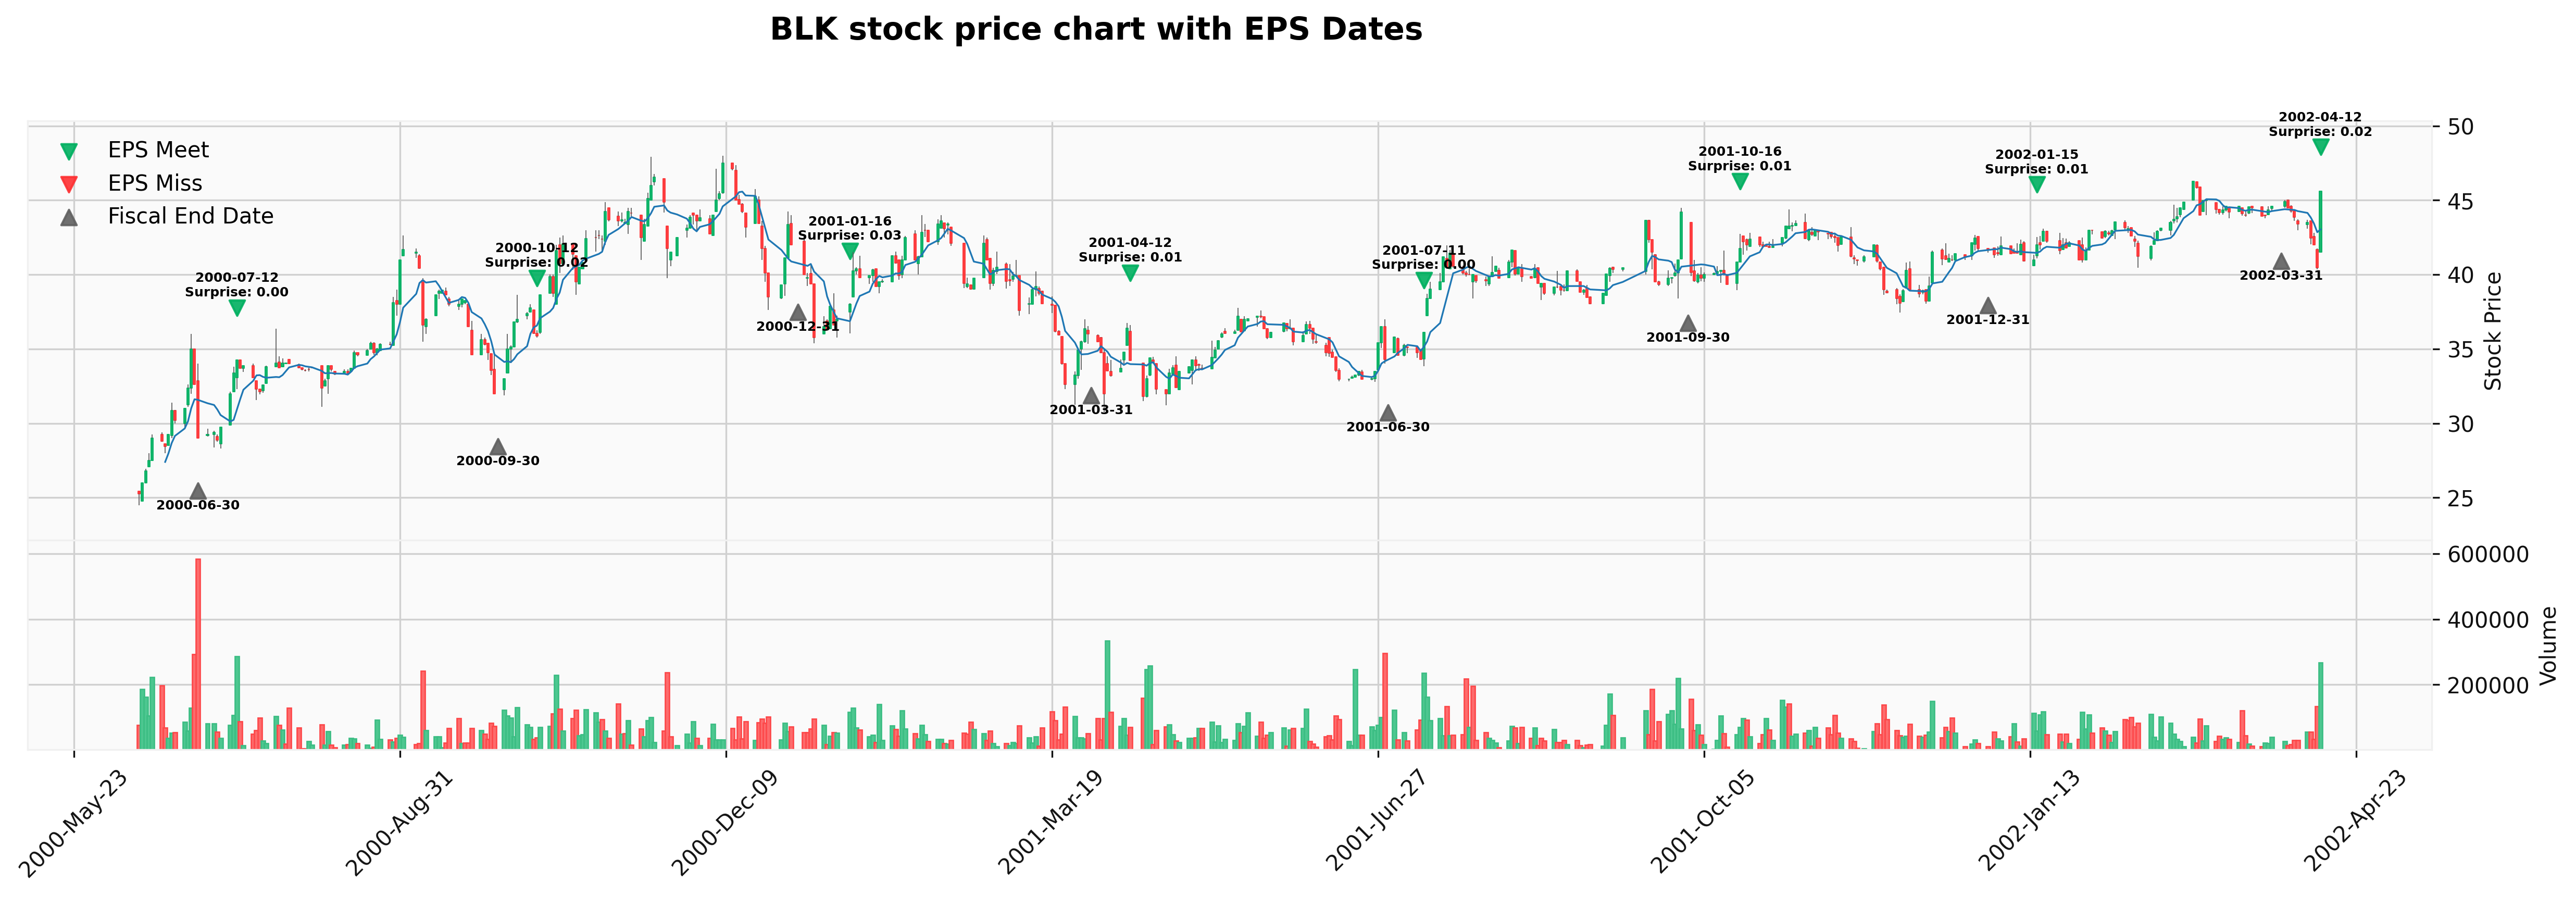 BLK stock price chart with EPS Dates
EPS Meet
EPS Miss
Fiscal End Date
2000-07-12
Surprise: 0.00
2000-10-12
Surprise: 0.02
2001-01-16
Surprise: 0.03
2001-04-12
Surprise: 0.01
2001-07-11
Surprise: 0.00
2001-10-16
Surprise: 0.01
2002-01-15
Surprise: 0.01
2002-04-12
Surprise: 0.02
2000-06-30
2000-09-30
2000-12-31
2001-03-31
2001-06-30
2001-09-30
2001-12-31
2002-03-31
50
45
40
35
30
25
Stock Price
600000
400000
200000
Volume
2000-May-23
2000-Aug-31
2000-Dec-09
2001-Mar-19
2001-Jun-27
2001-Oct-05
2002-Jan-13
2002-Apr-23